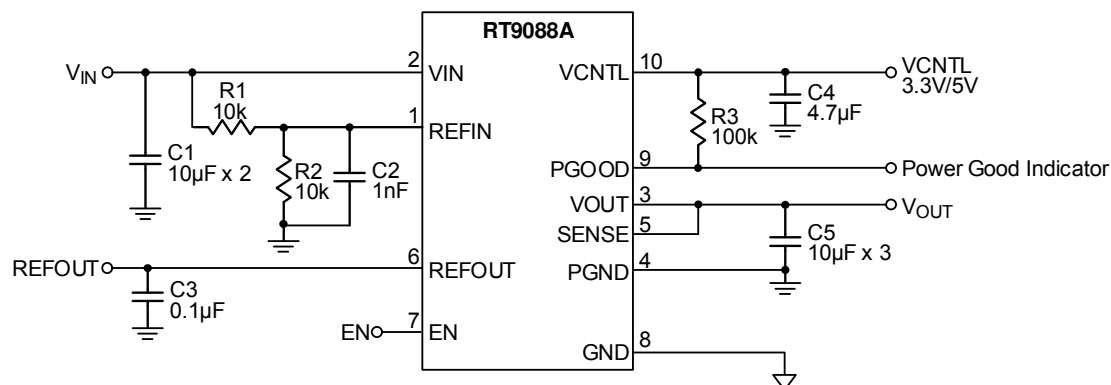 RT9088A
V_IN
2
VIN
R1
10k
1
REFIN
C1
10µF x 2
R2
10k
C2
1nF
REFOUT
6
REFOUT
C3
0.1µF
EN
7
EN
VCNTL
10
VCNTL
3.3V/5V
C4
4.7µF
R3
100k
PGOOD
9
Power Good Indicator
VOUT
3
V_OUT
SENSE
5
C5
10µF x 3
PGND
4
GND
8